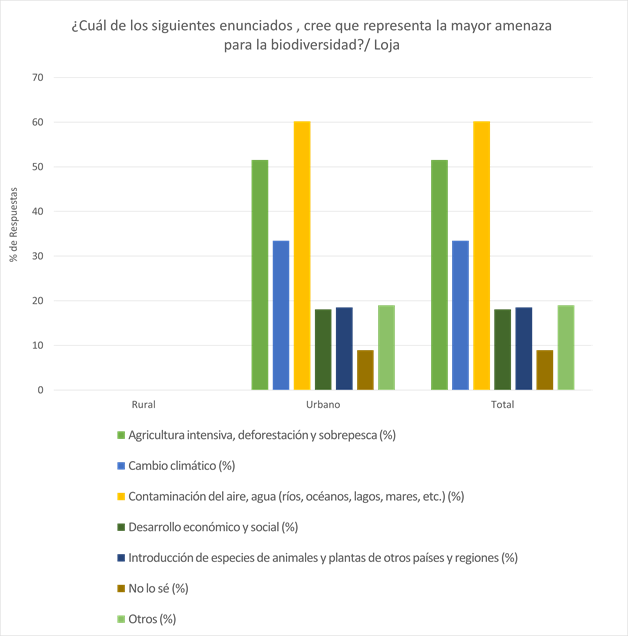 ¿Cuál de los siguientes enunciados , cree que representa la mayor amenaza
para la biodiversidad?/ Loja
% de Respuestas
70
60
50
40
30
20
10
0
Rural Urbano Total
Agricultura intensiva, deforestación y sobrepesca (%)
Cambio climático (%)
Contaminación del aire, agua (ríos, océanos, lagos, mares, etc.) (%)
Desarrollo económico y social (%)
Introducción de especies de animales y plantas de otros países y regiones (%)
No lo sé (%)
Otros (%)